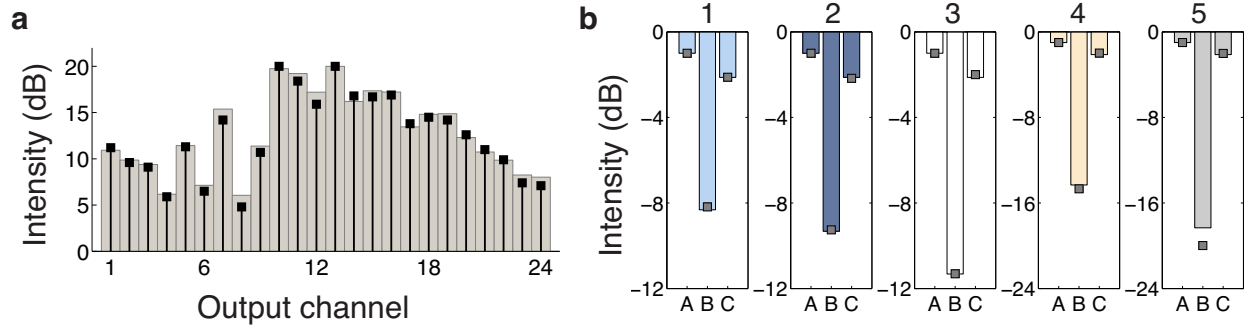 a
Intensity (dB)
20
15
10
5
0
1 6 12 18 24
Output channel
b
Intensity (dB)
1 2 3 4 5
0 0 0 0 0
−4 −4 −4 −8 −8
−8 −8 −8 −16 −16
−12 −12 −12 −24 −24
A B C A B C A B C A B C A B C